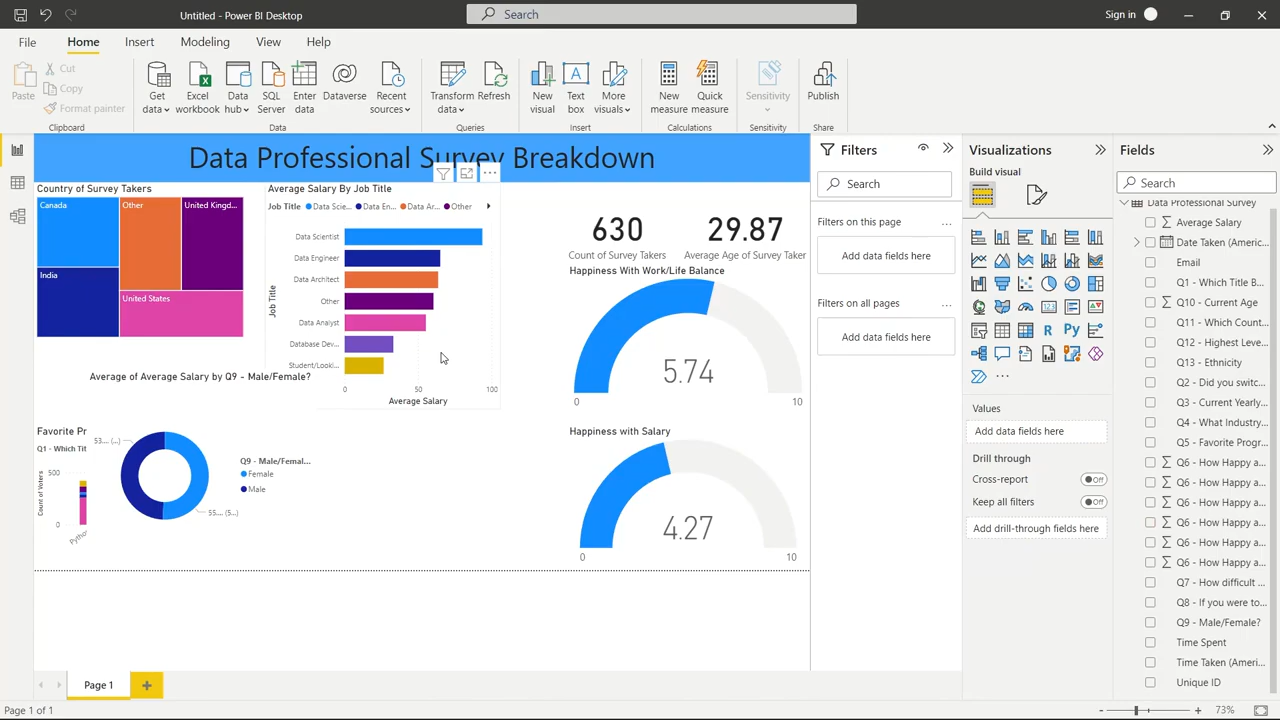 Untitled - Power BI Desktop
Search
Sign in
File
Home
Insert
Modeling
View
Help
Paste
Cut
Copy
Format painter
Clipboard
Get data
Excel workbook
Data hub
SQL Server
Enter data
Dataverse
Recent sources
Data
Transform data
Refresh
Queries
New visual
Text box
More visuals
Insert
New measure
Quick measure
Calculations
Sensitivity
Sensitivity
Publish
Share
Data Professional Survey Breakdown
Country of Survey Takers
Canada
Other
United Kingd...
India
United States
Average Salary By Job Title
Job Title
Data Scie...
Data En...
Data Ar...
Other
Job Title
Data Scientist
Data Engineer
Data Architect
Other
Data Analyst
Database Dev...
Student/Looki...
0
50
100
Average Salary
630
Count of Survey Takers
29.87
Average Age of Survey Taker
Happiness With Work/Life Balance
5.74
0
10
Average of Average Salary by Q9 - Male/Female?
Favorite Pr
Q1 - Which Tit
Count of Voters
500
0
Pytho...
53.... (...)
55.... (5...)
Q9 - Male/Femal...
Female
Male
Happiness with Salary
4.27
0
10
Filters
Search
Filters on this page
...
Add data fields here
Filters on all pages
...
Add data fields here
Visualizations
Build visual
R
Py
...
Values
Add data fields here
Drill through
Cross-report
Off
Keep all filters
Off
Add drill-through fields here
Fields
Search
Data Professional Survey
Average Salary
Date Taken (Americ...
Email
Q1 - Which Title B...
Q10 - Current Age
Q11 - Which Count...
Q12 - Highest Leve...
Q13 - Ethnicity
Q2 - Did you switc...
Q3 - Current Yearly...
Q4 - What Industry...
Q5 - Favorite Progr...
Q6 - How Happy a...
Q6 - How Happy a...
Q6 - How Happy a...
Q6 - How Happy a...
Q6 - How Happy a...
Q6 - How Happy a...
Q7 - How difficult ...
Q8 - If you were to...
Q9 - Male/Female?
Time Spent
Time Taken (Ameri...
Unique ID
Page 1
Page 1 of 1
73%